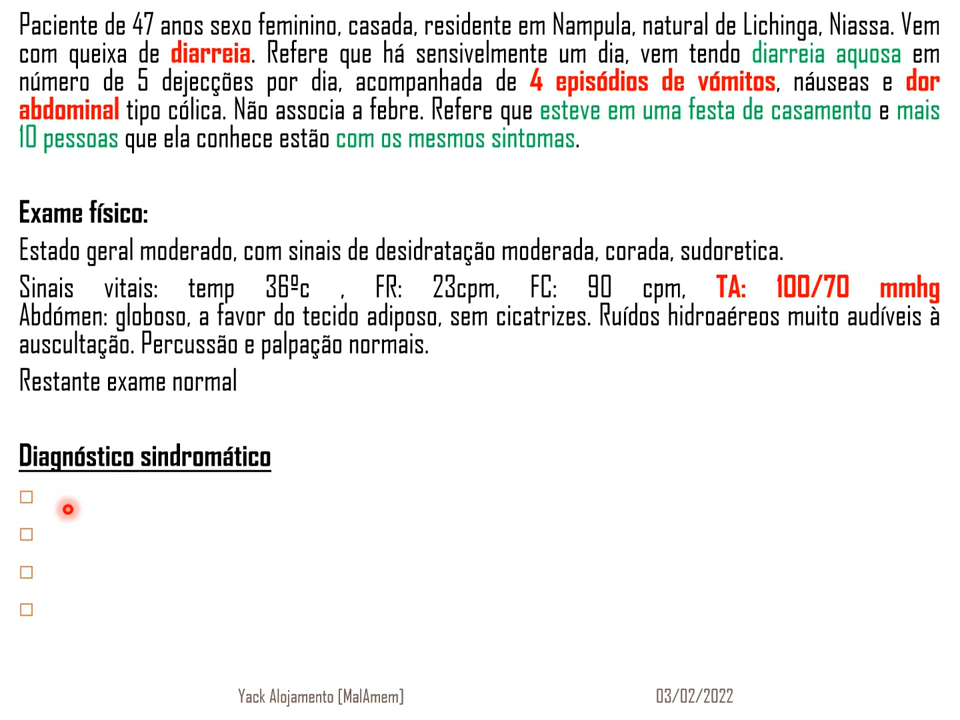 Paciente de 47 anos sexo feminino, casada, residente em Nampula, natural de Lichinga, Niassa. Vem
com queixa de diarreia. Refere que há sensivelmente um dia, vem tendo diarreia aquosa em
número de 5 dejecções por dia, acompanhada de 4 episódios de vómitos, náuseas e dor
abdominal tipo cólica. Não associa a febre. Refere que esteve em uma festa de casamento e mais
10 pessoas que ela conhece estão com os mesmos sintomas.
Exame físico:
Estado geral moderado, com sinais de desidratação moderada, corada, sudoretica.
Sinais vitais: temp 36ºc , FR: 23cpm, FC: 90 cpm, TA: 100/70 mmhg
Abdómen: globoso, a favor do tecido adiposo, sem cicatrizes. Ruídos hidroaéreos muito audíveis à
auscultação. Percussão e palpação normais.
Restante exame normal
Diagnóstico sindromático
Yack Alojamento [MalAmem] 03/02/2022